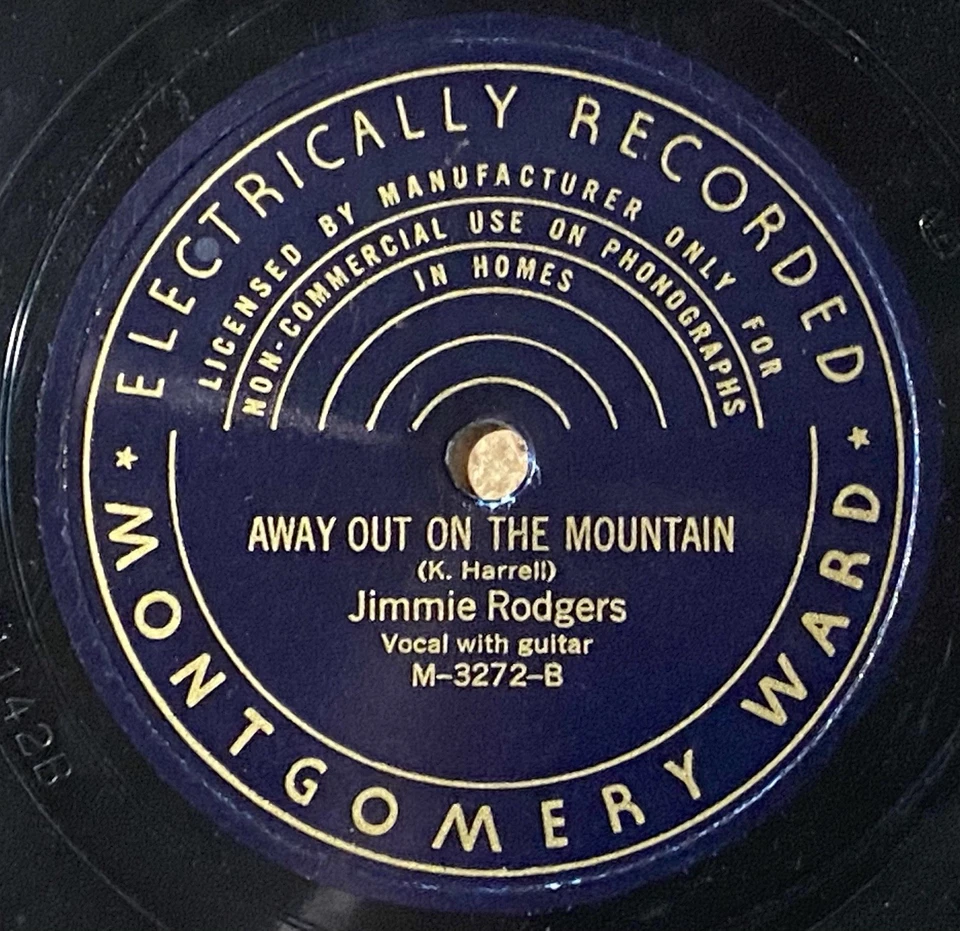 ELECTRICALLY RECORDED
LICENSED BY MANUFACTURER ONLY FOR
NON-COMMERCIAL USE ON PHONOGRAPHS
IN HOMES
AWAY OUT ON THE MOUNTAIN
(K. Harrell)
Jimmie Rodgers
Vocal with guitar
M-3272-B
* MONTGOMERY WARD *
142B